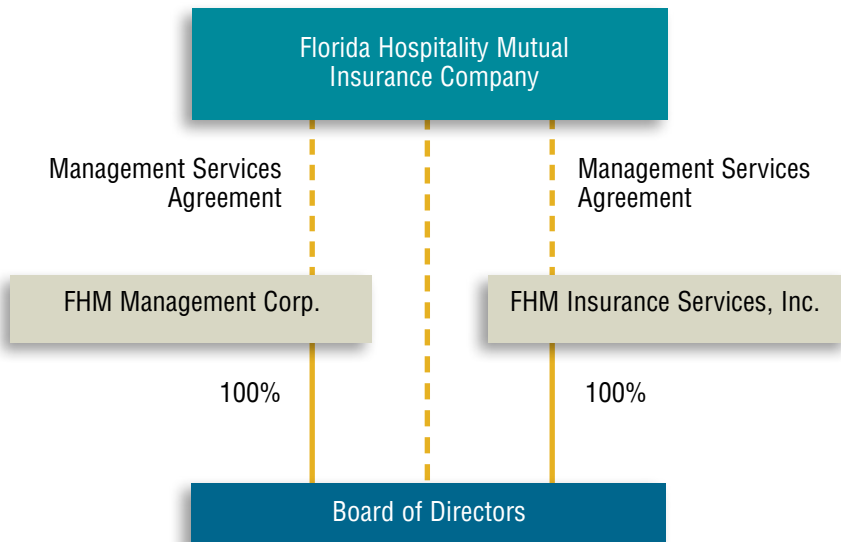 Florida Hospitality Mutual
Insurance Company
Management Services
Agreement
Management Services
Agreement
FHM Management Corp.
FHM Insurance Services, Inc.
100%
100%
Board of Directors